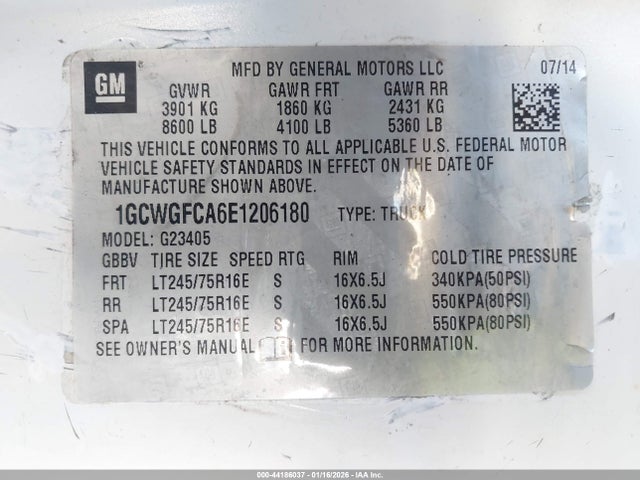 GM
MFD BY GENERAL MOTORS LLC 07/14
GVWR GAWR FRT GAWR RR
3901 KG 1860 KG 2431 KG
8600 LB 4100 LB 5360 LB
THIS VEHICLE CONFORMS TO ALL APPLICABLE U.S. FEDERAL MOTOR
VEHICLE SAFETY STANDARDS IN EFFECT ON THE DATE OF
MANUFACTURE SHOWN ABOVE.
1GCWGFCA6E1206180 TYPE: TRUCK
MODEL: G23405
GBBV TIRE SIZE SPEED RTG RIM COLD TIRE PRESSURE
FRT LT245/75R16E S 16X6.5J 340KPA(50PSI)
RR LT245/75R16E S 16X6.5J 550KPA(80PSI)
SPA LT245/75R16E S 16X6.5J 550KPA(80PSI)
SEE OWNER'S MANUAL FOR MORE INFORMATION.
000-44186037 - 01/16/2026 - IAA Inc.